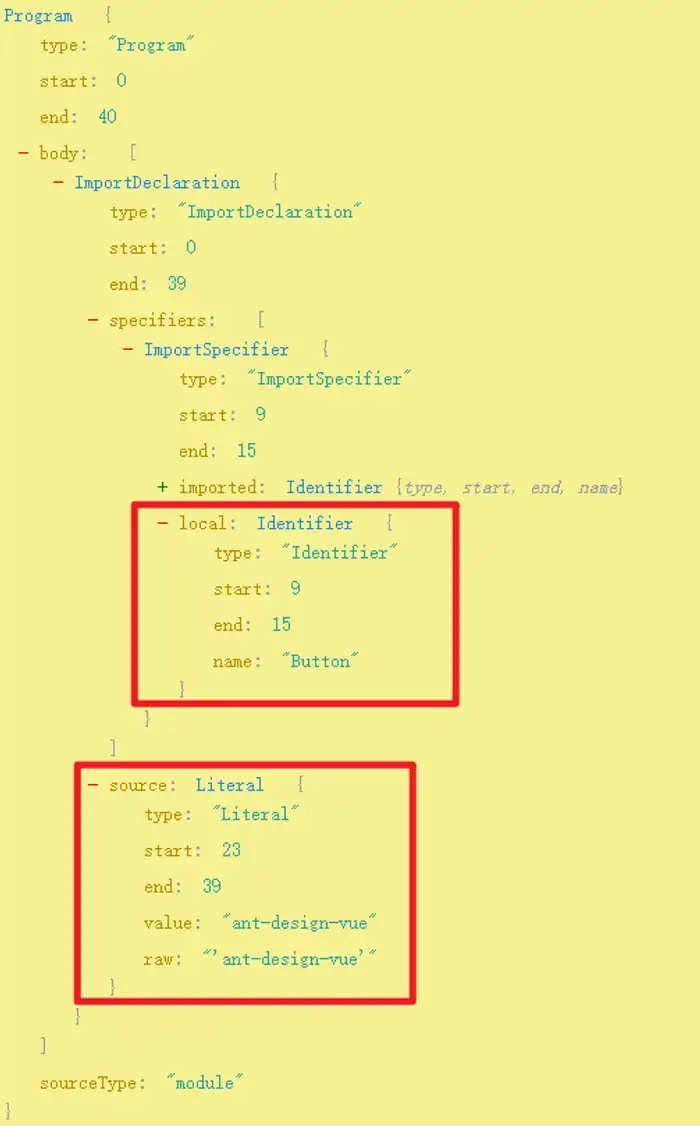 Program {
type: "Program"
start: 0
end: 40
- body: [
- ImportDeclaration {
type: "ImportDeclaration"
start: 0
end: 39
- specifiers: [
- ImportSpecifier {
type: "ImportSpecifier"
start: 9
end: 15
+ imported: Identifier {type, start, end, name}
- local: Identifier {
type: "Identifier"
start: 9
end: 15
name: "Button"
}
}
]
- source: Literal {
type: "Literal"
start: 23
end: 39
value: "ant-design-vue"
raw: "'ant-design-vue'"
}
}
]
sourceType: "module"
}